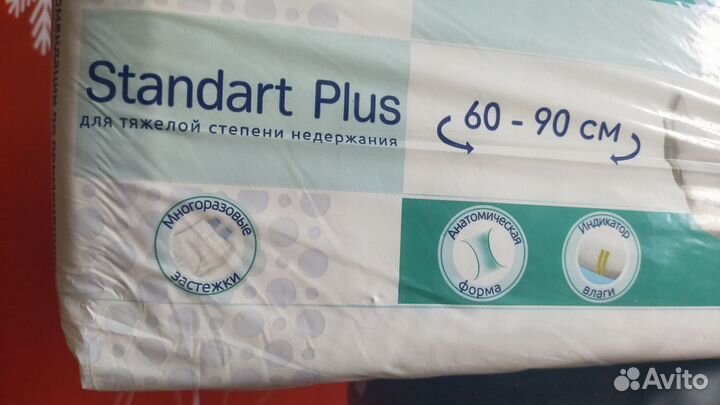 Standart Plus
для тяжелой степени недержания
60 - 90 см
Многоразовые
застежки
Анатомическая
форма
Индикатор
влаги
Avito